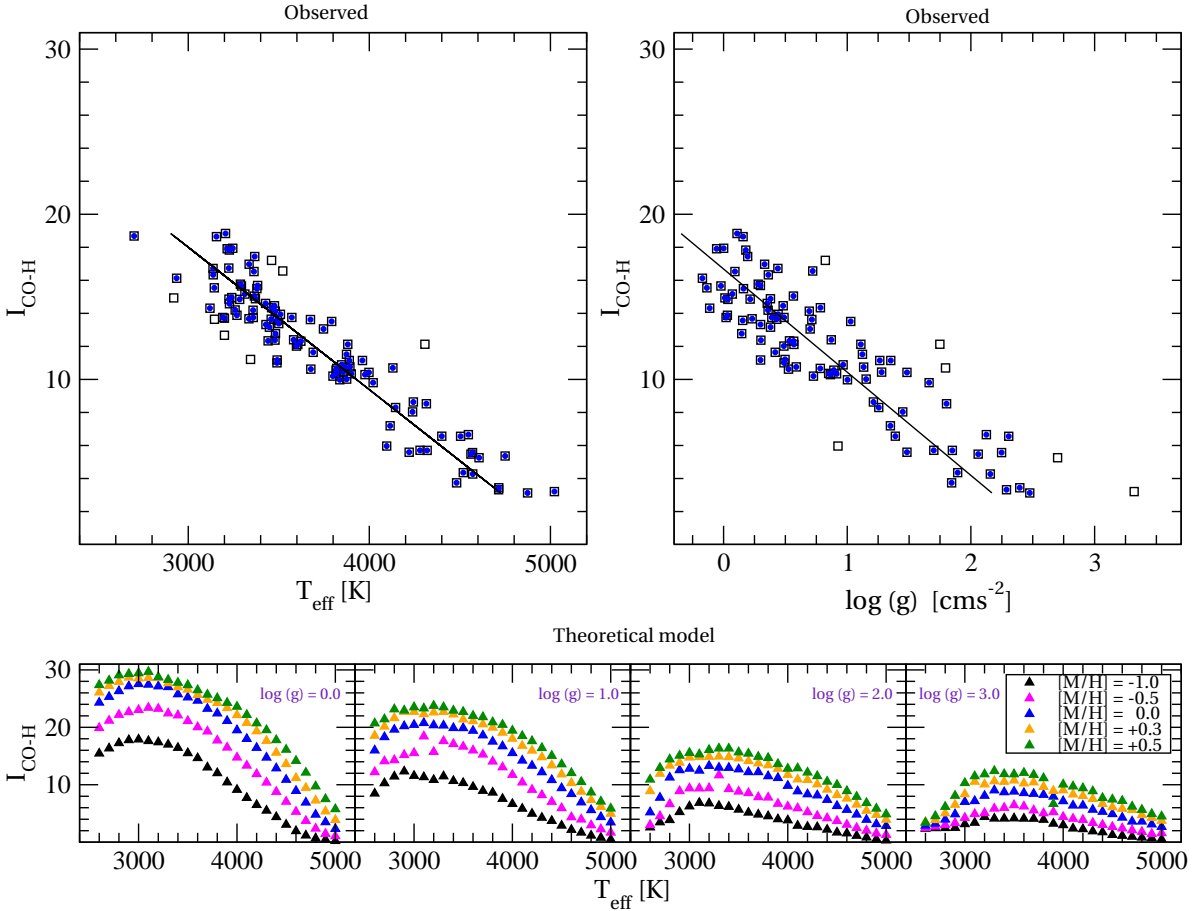 Observed
Observed
30
20
10
I_CO-H
3000 4000 5000
T_eff [K]
30
20
10
I_CO-H
0 1 2 3
log (g) [cms^-2]
Theoretical model
30
20
10
I_CO-H
log (g) = 0.0
log (g) = 1.0
log (g) = 2.0
log (g) = 3.0
[M/H] = -1.0
[M/H] = -0.5
[M/H] = 0.0
[M/H] = +0.3
[M/H] = +0.5
3000 4000 5000 3000 4000 5000 3000 4000 5000 3000 4000 5000
T_eff [K]